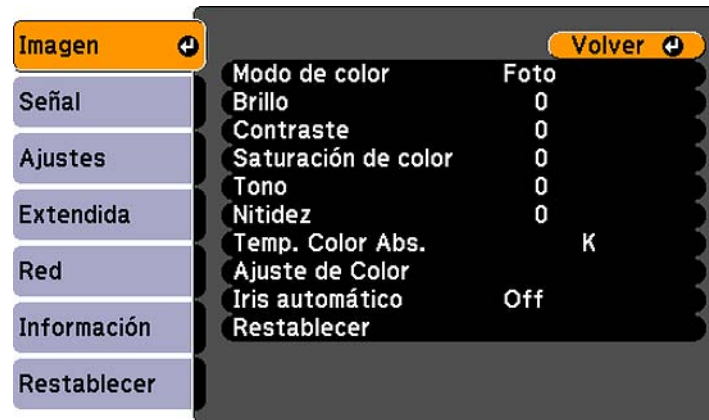 Imagen
Señal
Ajustes
Extendida
Red
Información
Restablecer
Volver
Modo de color Foto
Brillo 0
Contraste 0
Saturación de color 0
Tono 0
Nitidez 0
Temp. Color Abs. K
Ajuste de Color
Iris automático Off
Restablecer